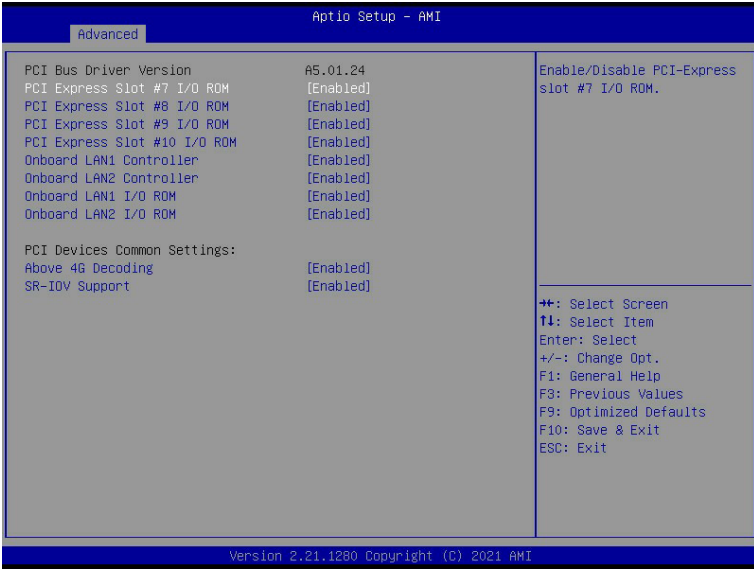 Aptio Setup – AMI
Advanced
PCI Bus Driver Version A5.01.24
PCI Express Slot #7 I/O ROM [Enabled]
PCI Express Slot #8 I/O ROM [Enabled]
PCI Express Slot #9 I/O ROM [Enabled]
PCI Express Slot #10 I/O ROM [Enabled]
Onboard LAN1 Controller [Enabled]
Onboard LAN2 Controller [Enabled]
Onboard LAN1 I/O ROM [Enabled]
Onboard LAN2 I/O ROM [Enabled]
PCI Devices Common Settings:
Above 4G Decoding [Enabled]
SR-IOV Support [Enabled]
Enable/Disable PCI-Express
slot #7 I/O ROM.
→←: Select Screen
↑↓: Select Item
Enter: Select
+/-: Change Opt.
F1: General Help
F3: Previous Values
F9: Optimized Defaults
F10: Save & Exit
ESC: Exit
Version 2.21.1280 Copyright (C) 2021 AMI